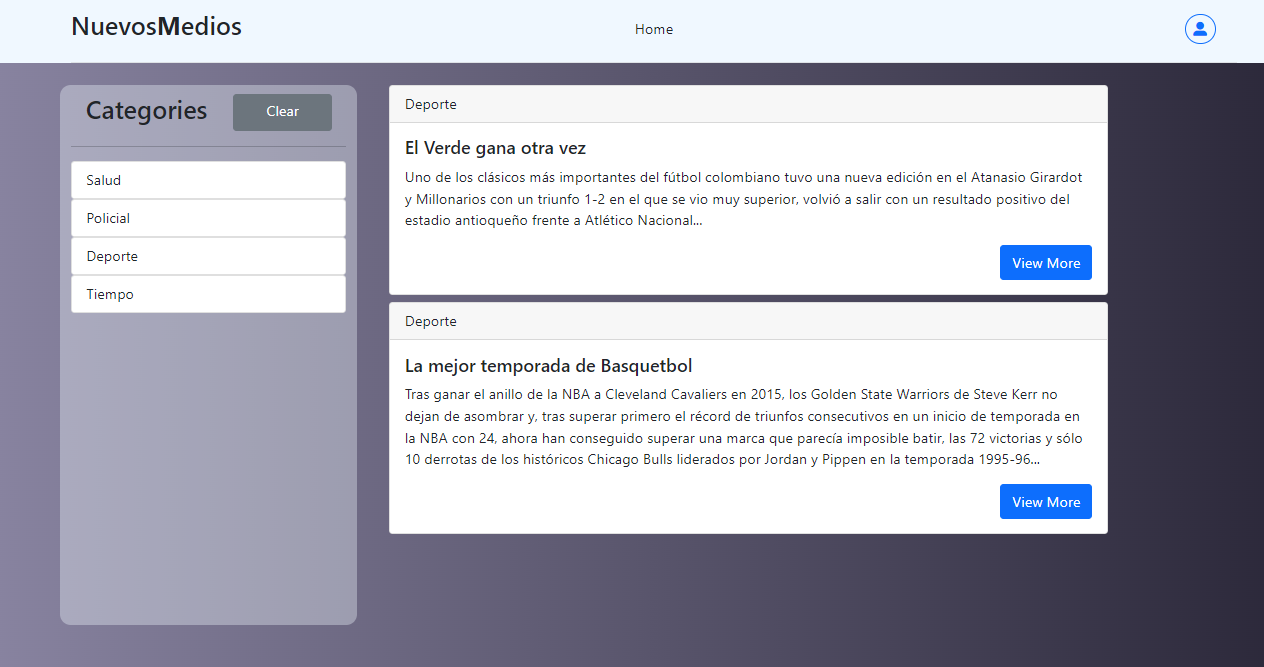 NuevosMedios
Home
Categories
Clear
Salud
Policial
Deporte
Tiempo
Deporte
El Verde gana otra vez
Uno de los clásicos más importantes del fútbol colombiano tuvo una nueva edición en el Atanasio Girardot
y Millonarios con un triunfo 1-2 en el que se vio muy superior, volvió a salir con un resultado positivo del
estadio antioqueño frente a Atlético Nacional...
View More
Deporte
La mejor temporada de Basquetbol
Tras ganar el anillo de la NBA a Cleveland Cavaliers en 2015, los Golden State Warriors de Steve Kerr no
dejan de asombrar y, tras superar primero el récord de triunfos consecutivos en un inicio de temporada en
la NBA con 24, ahora han conseguido superar una marca que parecía imposible batir, las 72 victorias y sólo
10 derrotas de los históricos Chicago Bulls liderados por Jordan y Pippen en la temporada 1995-96...
View More